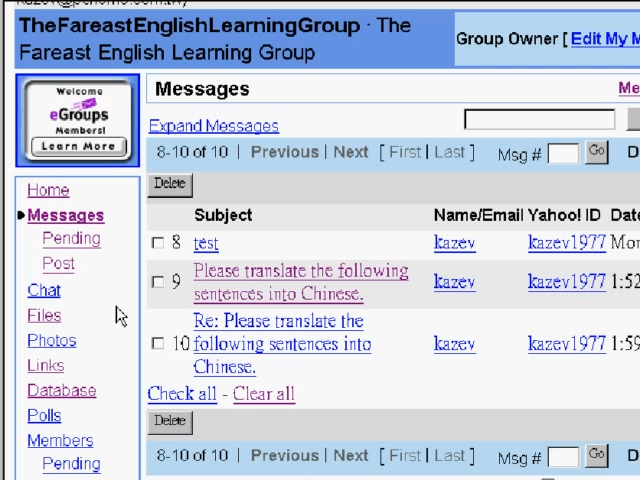 TheFareastEnglishLearningGroup · The
Fareast English Learning Group
Group Owner [ Edit My
Welcome
eGroups
Members!
Learn More
Messages
Expand Messages
8-10 of 10 | Previous | Next [ First | Last ] Msg # Go
Delete
Home
Messages
Pending
Post
Chat
Files
Photos
Links
Database
Polls
Members
Pending
Subject Name/Email Yahoo! ID Date
8 test kazev kazev1977
9 Please translate the following
sentences into Chinese. kazev kazev1977 1:52
10 Re: Please translate the
following sentences into
Chinese. kazev kazev1977 1:59
Check all - Clear all
Delete
8-10 of 10 | Previous | Next [ First | Last ] Msg # Go